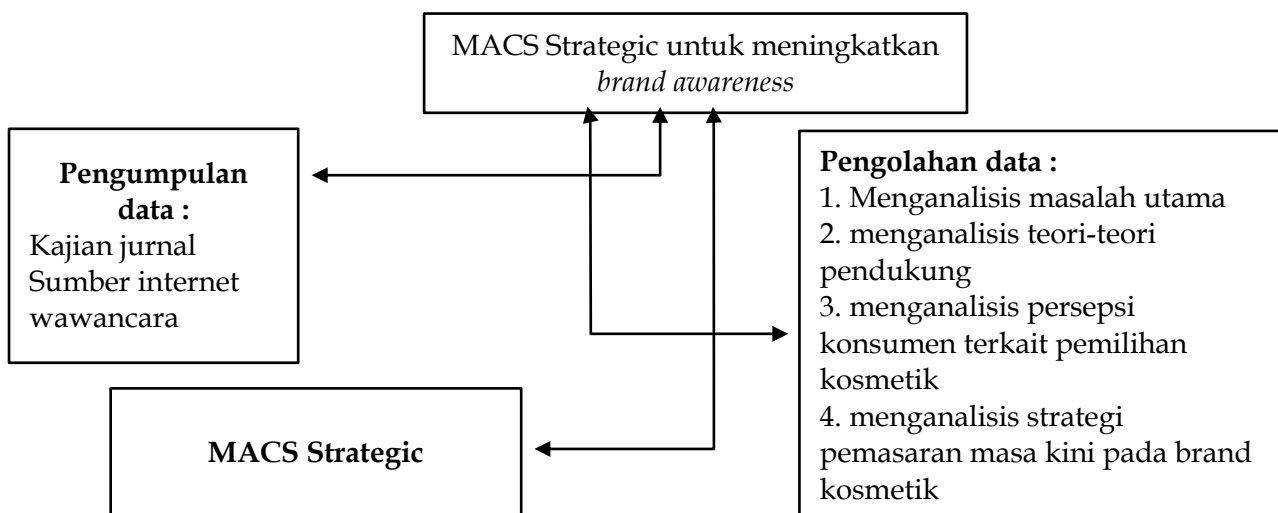 MACS Strategic untuk meningkatkan
brand awareness
Pengumpulan
data :
Kajian jurnal
Sumber internet
wawancara
Pengolahan data :
1. Menganalisis masalah utama
2. menganalisis teori-teori
pendukung
3. menganalisis persepsi
konsumen terkait pemilihan
kosmetik
4. menganalisis strategi
pemasaran masa kini pada brand
kosmetik
MACS Strategic